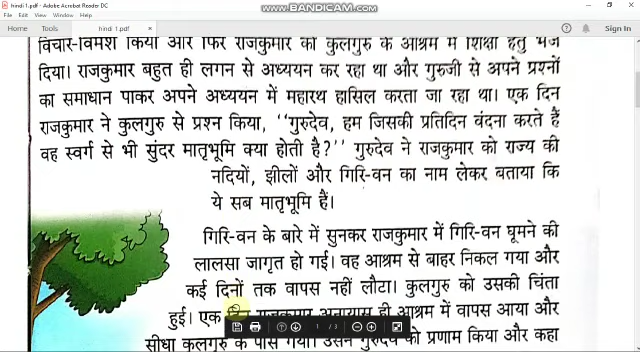 www.BANDICAM.com
hindi 1.pdf - Adobe Acrobat Reader DC
File Edit View Window Help
Home Tools hindi 1.pdf × Sign In
विचार-विमर्श किया और फिर राजकुमार को कुलगुरु के आश्रम में शिक्षा हेतु भेज
दिया। राजकुमार बहुत ही लगन से अध्ययन कर रहा था और गुरुजी से अपने प्रश्नों
का समाधान पाकर अपने अध्ययन में महारथ हासिल करता जा रहा था। एक दिन
राजकुमार ने कुलगुरु से प्रश्न किया, ‘‘गुरुदेव, हम जिसकी प्रतिदिन वंदना करते हैं
वह स्वर्ग से भी सुंदर मातृभूमि क्या होती है?’’ गुरुदेव ने राजकुमार को राज्य की
नदियों, झीलों और गिरि-वन का नाम लेकर बताया कि
ये सब मातृभूमि हैं।
गिरि-वन के बारे में सुनकर राजकुमार में गिरि-वन घूमने की
लालसा जागृत हो गई। वह आश्रम से बाहर निकल गया और
कई दिनों तक वापस नहीं लौटा। कुलगुरु को उसकी चिंता
हुई। एक दिन राजकुमार अनायास ही आश्रम में वापस आया और
1 / 3
सीधा कुलगुरु के पास गया। उसने गुरुदेव को प्रणाम किया और कहा